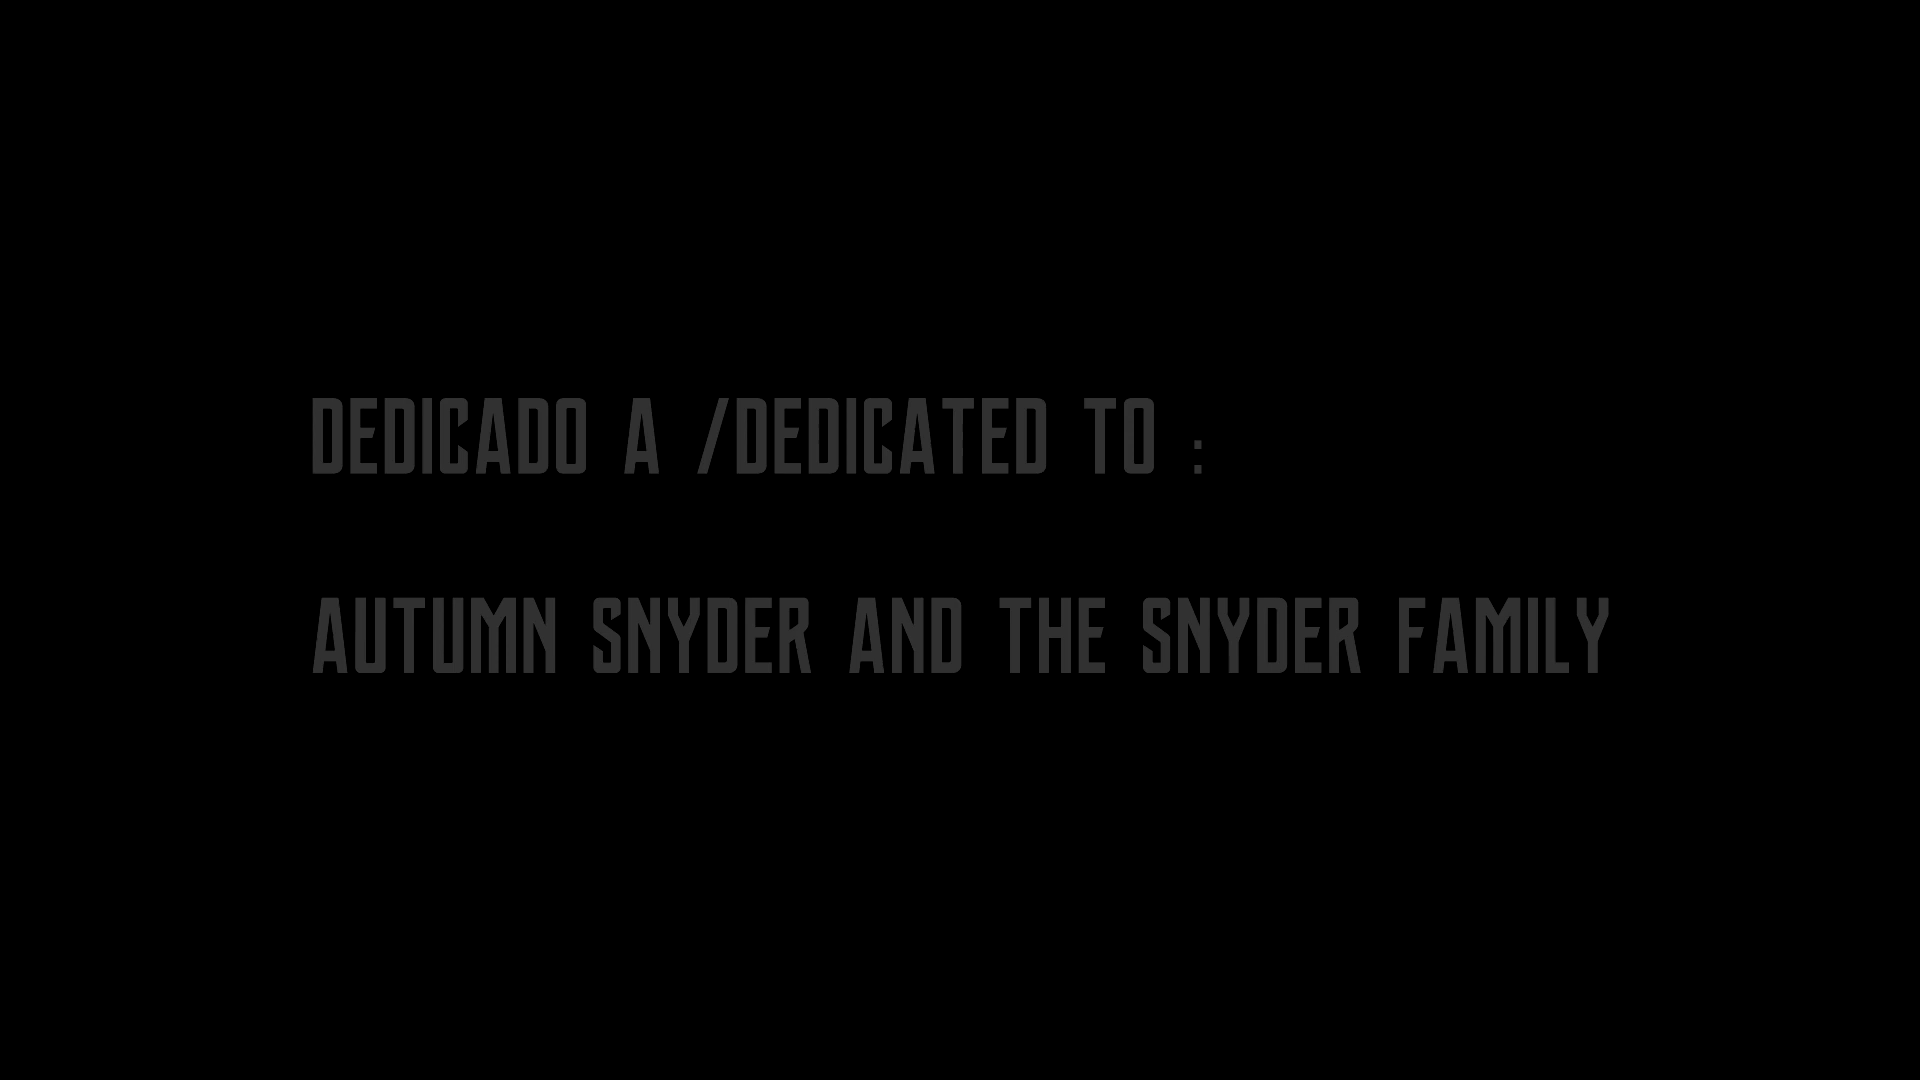 DEDICADO A /DEDICATED TO :
AUTUMN SNYDER AND THE SNYDER FAMILY